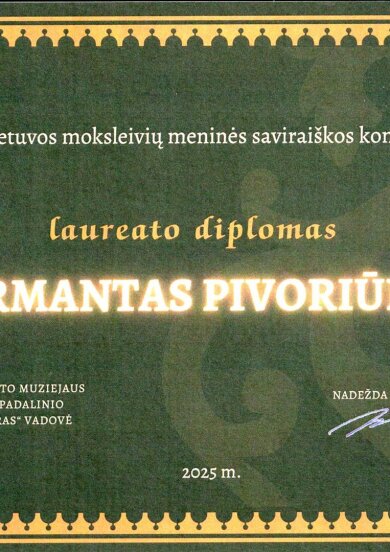 etuvos moksleivių meninės saviraiškos kon
laureato diplomas
RMANTAS PIVORIŪ
TO MUZIEJAUS
PADALINIO
RAS“ VADOVĖ
NADEŽDA
2025 m.